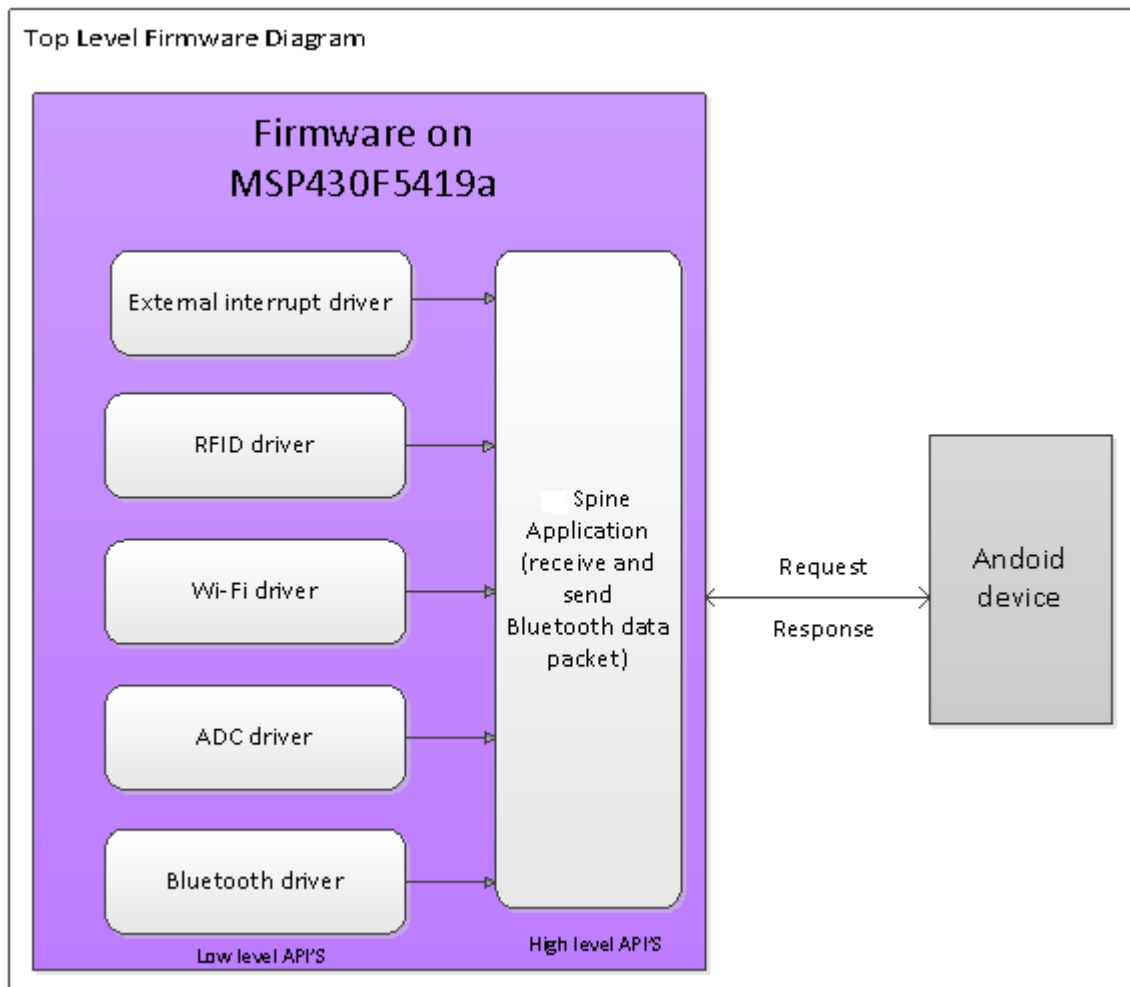 Top Level Firmware Diagram
Firmware on
MSP430F5419a
External interrupt driver
RFID driver
Wi-Fi driver
ADC driver
Bluetooth driver
Low level API'S
Spine
Application
(receive and
send
Bluetooth data
packet)
High level API'S
Request
Response
Andoid
device